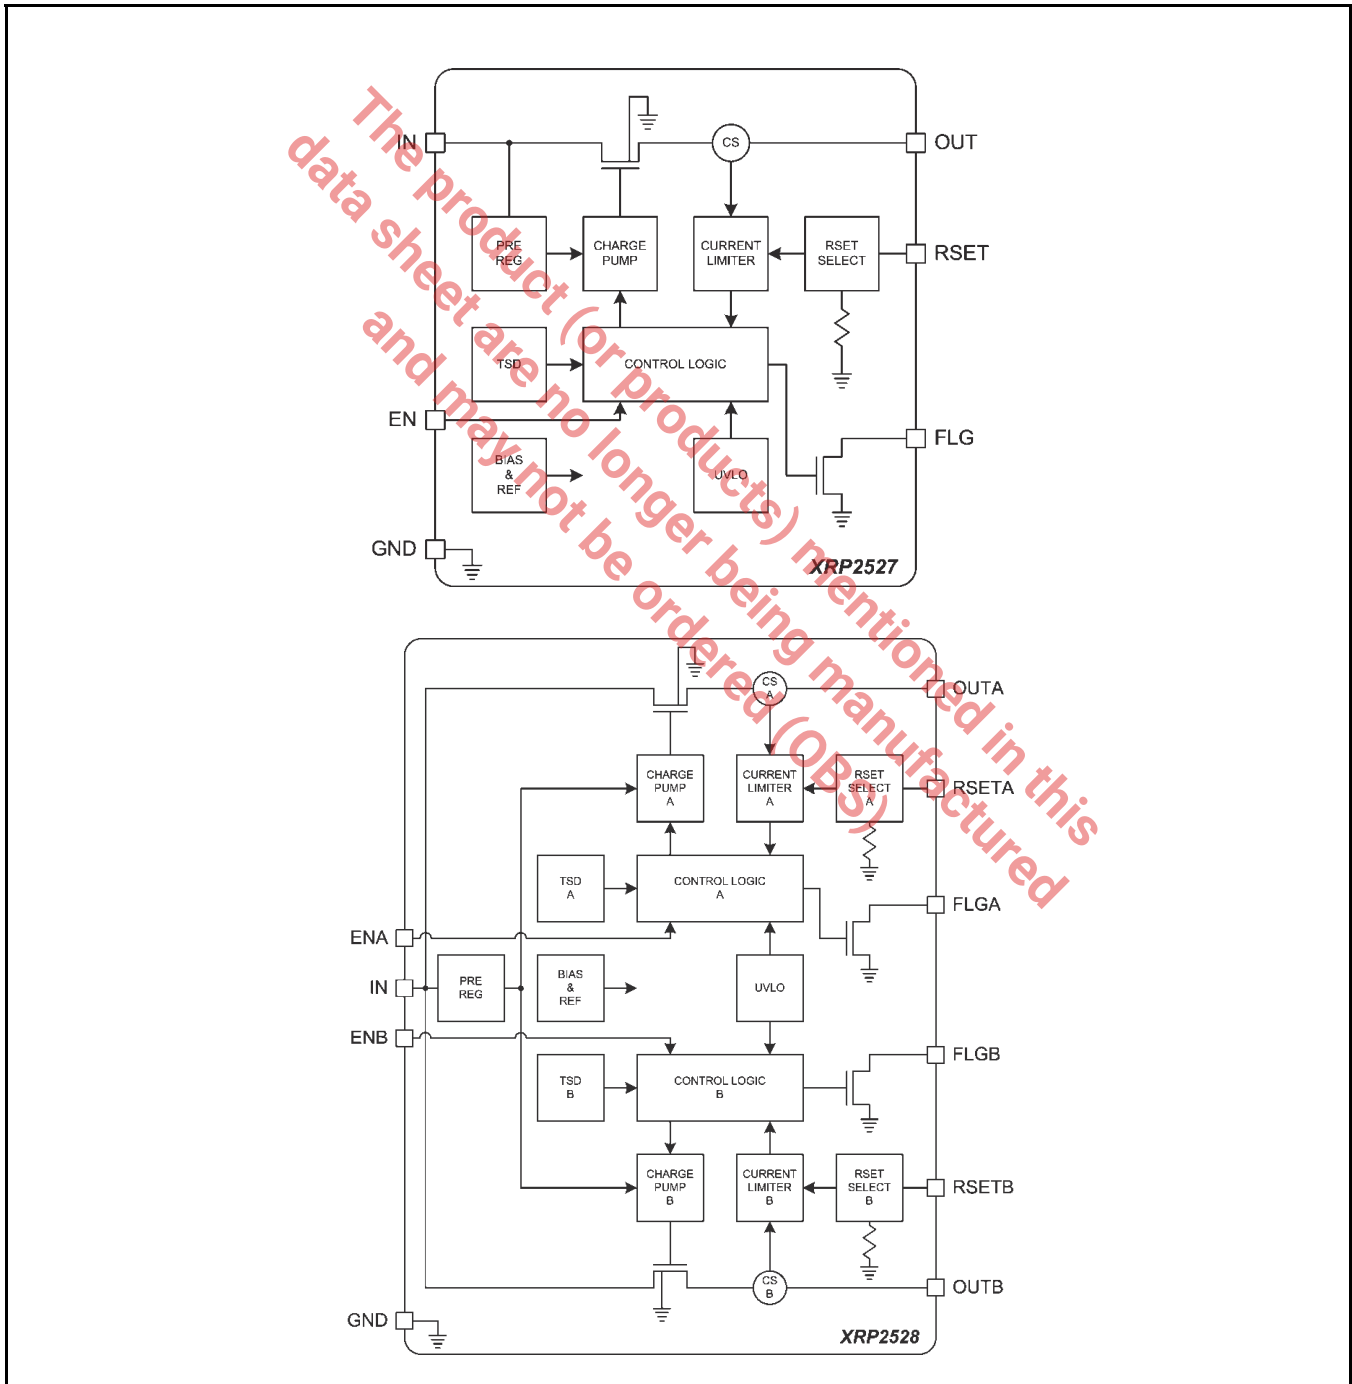 The product (or products) mentioned in this
data sheet are no longer being manufactured
and may not be ordered (OBS)
IN
CS
OUT
PRE
REG
CHARGE
PUMP
CURRENT
LIMITER
RSET
SELECT
RSET
TSD
CONTROL LOGIC
EN
FLG
BIAS
&
REF
UVLO
GND
XRP2527
CS
A
OUTA
CHARGE
PUMP
A
CURRENT
LIMITER
A
RSET
SELECT
A
RSETA
TSD
A
CONTROL LOGIC
A
FLGA
ENA
IN
PRE
REG
BIAS
&
REF
UVLO
ENB
FLGB
TSD
B
CONTROL LOGIC
B
CHARGE
PUMP
B
CURRENT
LIMITER
B
RSET
SELECT
B
RSETB
CS
B
OUTB
GND
XRP2528